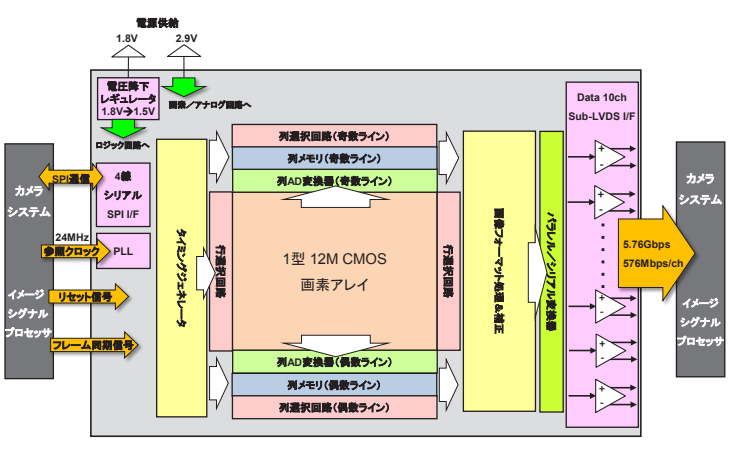 電源供給
1.8V
2.9V
電圧降下
レギュレータ
1.8V→1.5V
画素／アナログ回路へ
ロジック回路へ
カメラ
システム
イメージ
シグナル
プロセッサ
SPI通信
4線
シリアル
SPI I/F
24MHz
参照クロック
PLL
リセット信号
フレーム同期信号
タイミングジェネレータ
列選択回路（奇数ライン）
列メモリ（奇数ライン）
列AD変換器（奇数ライン）
行選択回路
1型 12M CMOS
画素アレイ
行選択回路
列AD変換器（偶数ライン）
列メモリ（偶数ライン）
列選択回路（偶数ライン）
画像フォーマット処理＆補正
パラレル／シリアル変換器
Data 10ch
Sub-LVDS I/F
+
-
+
-
+
-
+
-
+
-
5.76Gbps
576Mbps/ch
カメラ
システム
イメージ
シグナル
プロセッサ